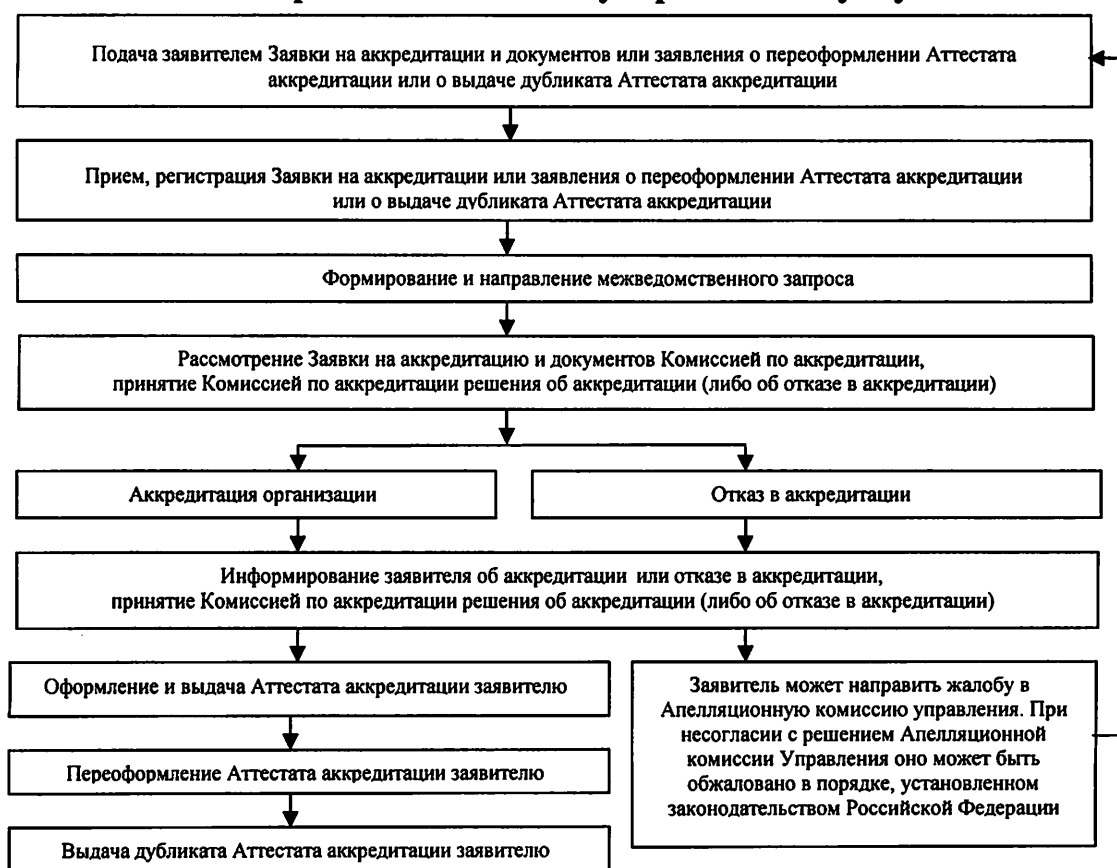 Подача заявителем Заявки на аккредитации и документов или заявления о переоформлении Аттестата
аккредитации или о выдаче дубликата Аттестата аккредитации
Прием, регистрация Заявки на аккредитации или заявления о переоформлении Аттестата аккредитации
или о выдаче дубликата Аттестата аккредитации
Формирование и направление межведомственного запроса
Рассмотрение Заявки на аккредитацию и документов Комиссией по аккредитации,
принятие Комиссией по аккредитации решения об аккредитации (либо об отказе в аккредитации)
Аккредитация организации
Отказ в аккредитации
Информирование заявителя об аккредитации или отказе в аккредитации,
принятие Комиссией по аккредитации решения об аккредитации (либо об отказе в аккредитации)
Оформление и выдача Аттестата аккредитации заявителю
Переоформление Аттестата аккредитации заявителю
Выдача дубликата Аттестата аккредитации заявителю
Заявитель может направить жалобу в
Апелляционную комиссию управления. При
несогласии с решением Апелляционной
комиссии Управления оно может быть
обжаловано в порядке, установленном
законодательством Российской Федерации